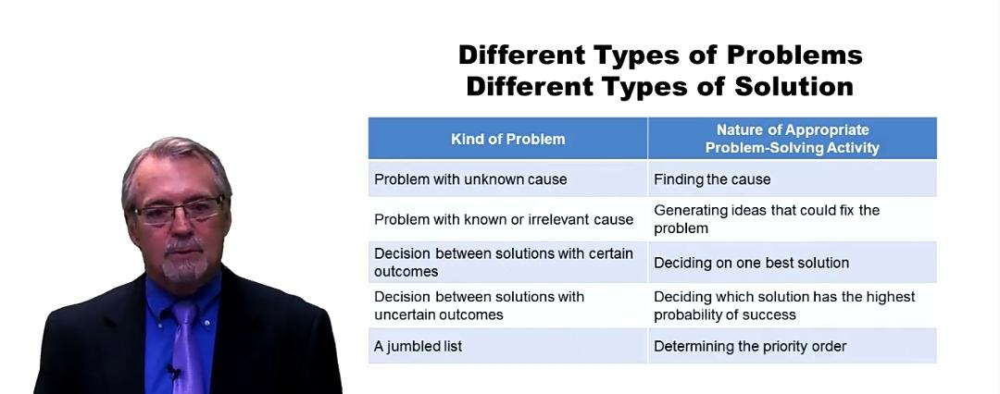 Different Types of Problems
Different Types of Solution
Kind of Problem
Nature of Appropriate
Problem-Solving Activity
Problem with unknown cause
Finding the cause
Problem with known or irrelevant cause
Generating ideas that could fix the
problem
Decision between solutions with certain
outcomes
Deciding on one best solution
Decision between solutions with
uncertain outcomes
Deciding which solution has the highest
probability of success
A jumbled list
Determining the priority order